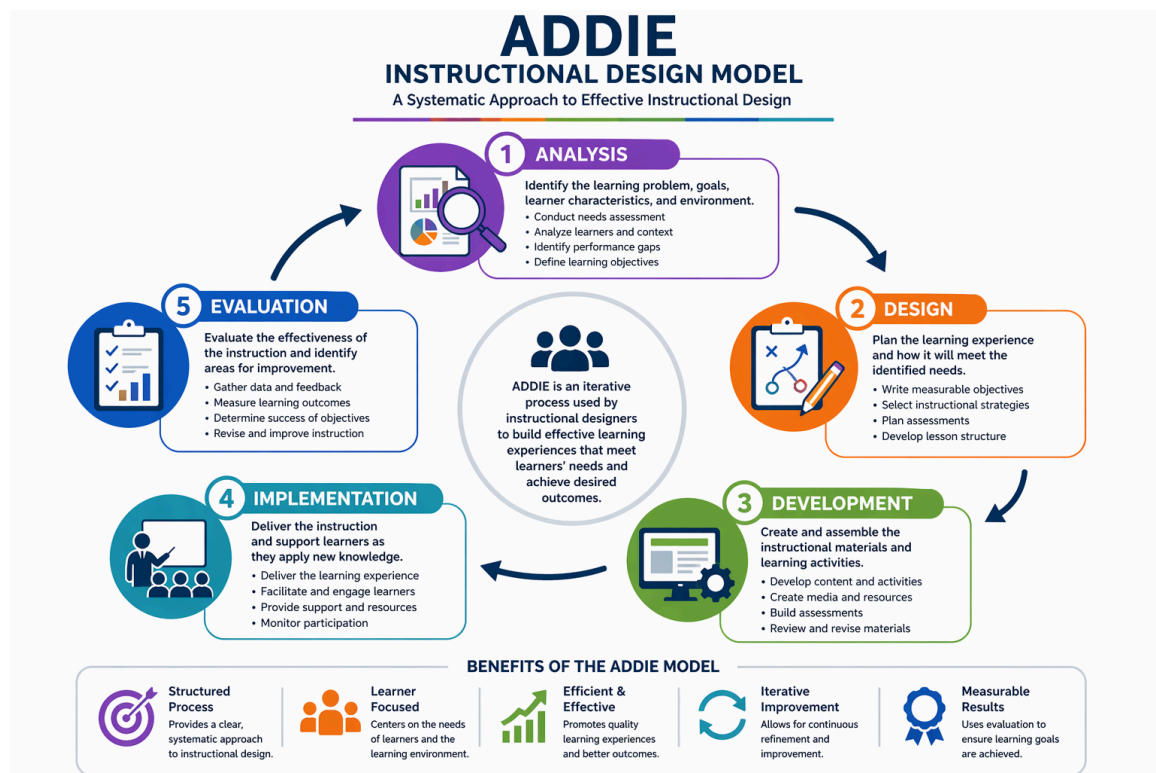 ADDIE
INSTRUCTIONAL DESIGN MODEL
A Systematic Approach to Effective Instructional Design
1 ANALYSIS
Identify the learning problem, goals,
learner characteristics, and environment.
• Conduct needs assessment
• Analyze learners and context
• Identify performance gaps
• Define learning objectives
2 DESIGN
Plan the learning experience
and how it will meet the
identified needs.
• Write measurable objectives
• Select instructional strategies
• Plan assessments
• Develop lesson structure
3 DEVELOPMENT
Create and assemble the
instructional materials and
learning activities.
• Develop content and activities
• Create media and resources
• Build assessments
• Review and revise materials
4 IMPLEMENTATION
Deliver the instruction
and support learners as
they apply new knowledge.
• Deliver the learning experience
• Facilitate and engage learners
• Provide support and resources
• Monitor participation
5 EVALUATION
Evaluate the effectiveness of
the instruction and identify
areas for improvement.
• Gather data and feedback
• Measure learning outcomes
• Determine success of objectives
• Revise and improve instruction
ADDIE is an iterative
process used by
instructional designers
to build effective learning
experiences that meet
learners' needs and
achieve desired
outcomes.
BENEFITS OF THE ADDIE MODEL
Structured
Process
Provides a clear,
systematic approach
to instructional design.
Learner
Focused
Centers on the needs
of learners and the
learning environment.
Efficient &
Effective
Promotes quality
learning experiences
and better outcomes.
Iterative
Improvement
Allows for continuous
refinement and
improvement.
Measurable
Results
Uses evaluation to
ensure learning goals
are achieved.